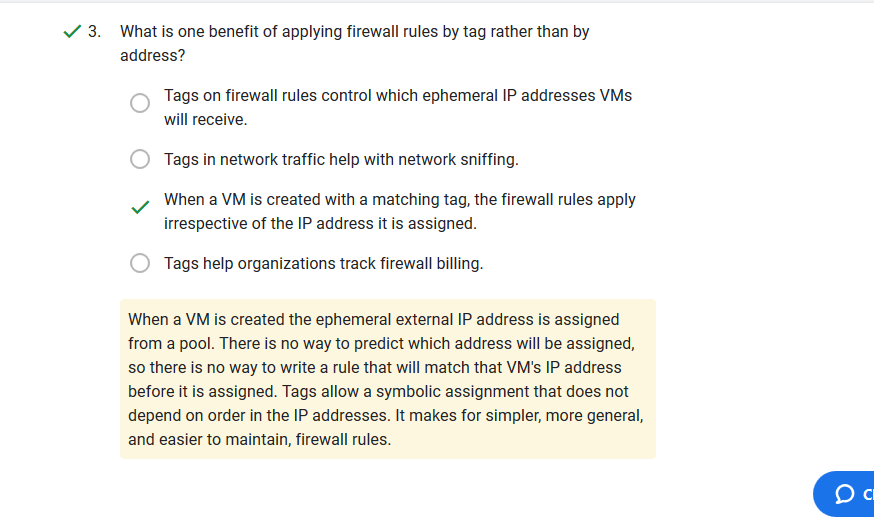 3. What is one benefit of applying firewall rules by tag rather than by
address?
Tags on firewall rules control which ephemeral IP addresses VMs
will receive.
Tags in network traffic help with network sniffing.
When a VM is created with a matching tag, the firewall rules apply
irrespective of the IP address it is assigned.
Tags help organizations track firewall billing.
When a VM is created the ephemeral external IP address is assigned
from a pool. There is no way to predict which address will be assigned,
so there is no way to write a rule that will match that VM's IP address
before it is assigned. Tags allow a symbolic assignment that does not
depend on order in the IP addresses. It makes for simpler, more general,
and easier to maintain, firewall rules.